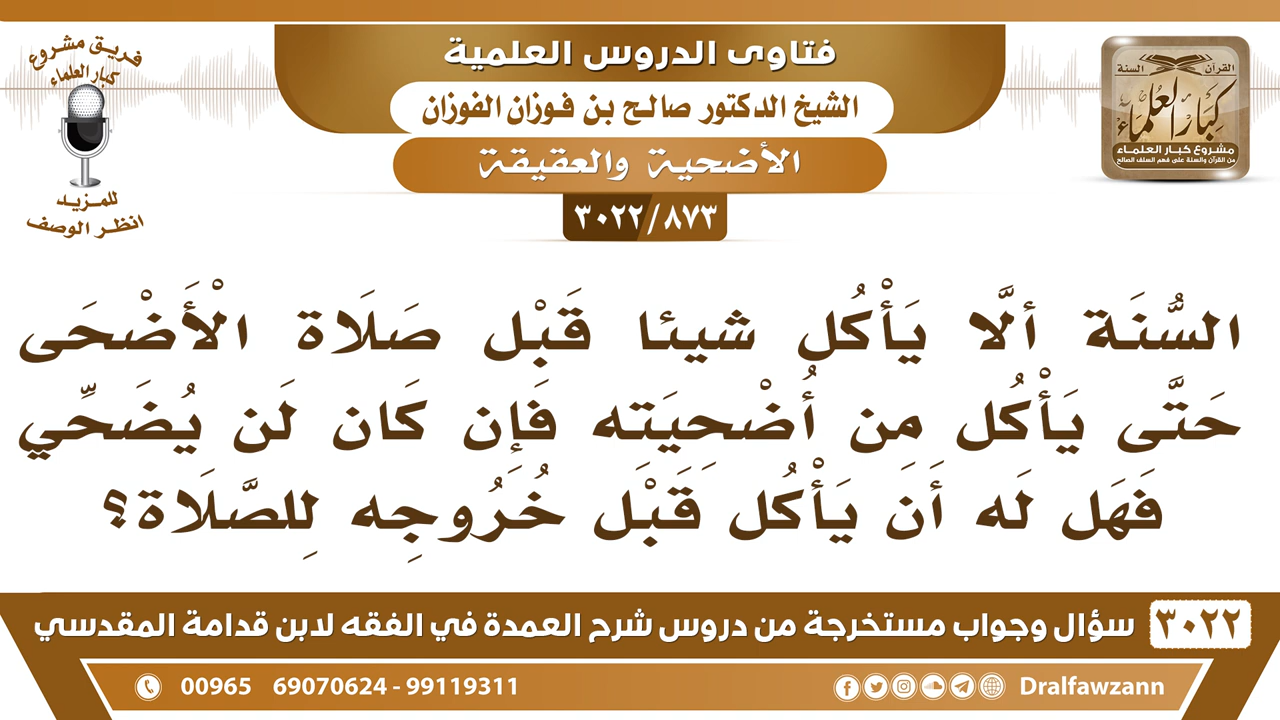 فتاوى الدروس العلمية
الشيخ الدكتور صالح بن فوزان الفوزان
الأضحية والعقيقة
٣٠٢٢/٨٧٣
فريق مشروع
كبار العلماء
للمزيد
انظر الوصف
القرآن السنة
كبار العلماء
مشروع كبار العلماء
من القرآن والسنة على فهم السلف الصالح
السُّنَة ألَّا يَأْكُل شيئا قَبْل صَلَاة الْأَضْحَى
حَتَّى يَأْكُل من أُضْحيَته فَإن كَان لَن يُضَحِّي
فَهَل لَه أَنَ يَأْكُل قَبْلَ خُرُوجِه لِلصَّلَاة؟
٣٠٢٢ سؤال وجواب مستخرجة من دروس شرح العمدة في الفقه لابن قدامة المقدسي
00965 69070624 - 99119311
Dralfawzann